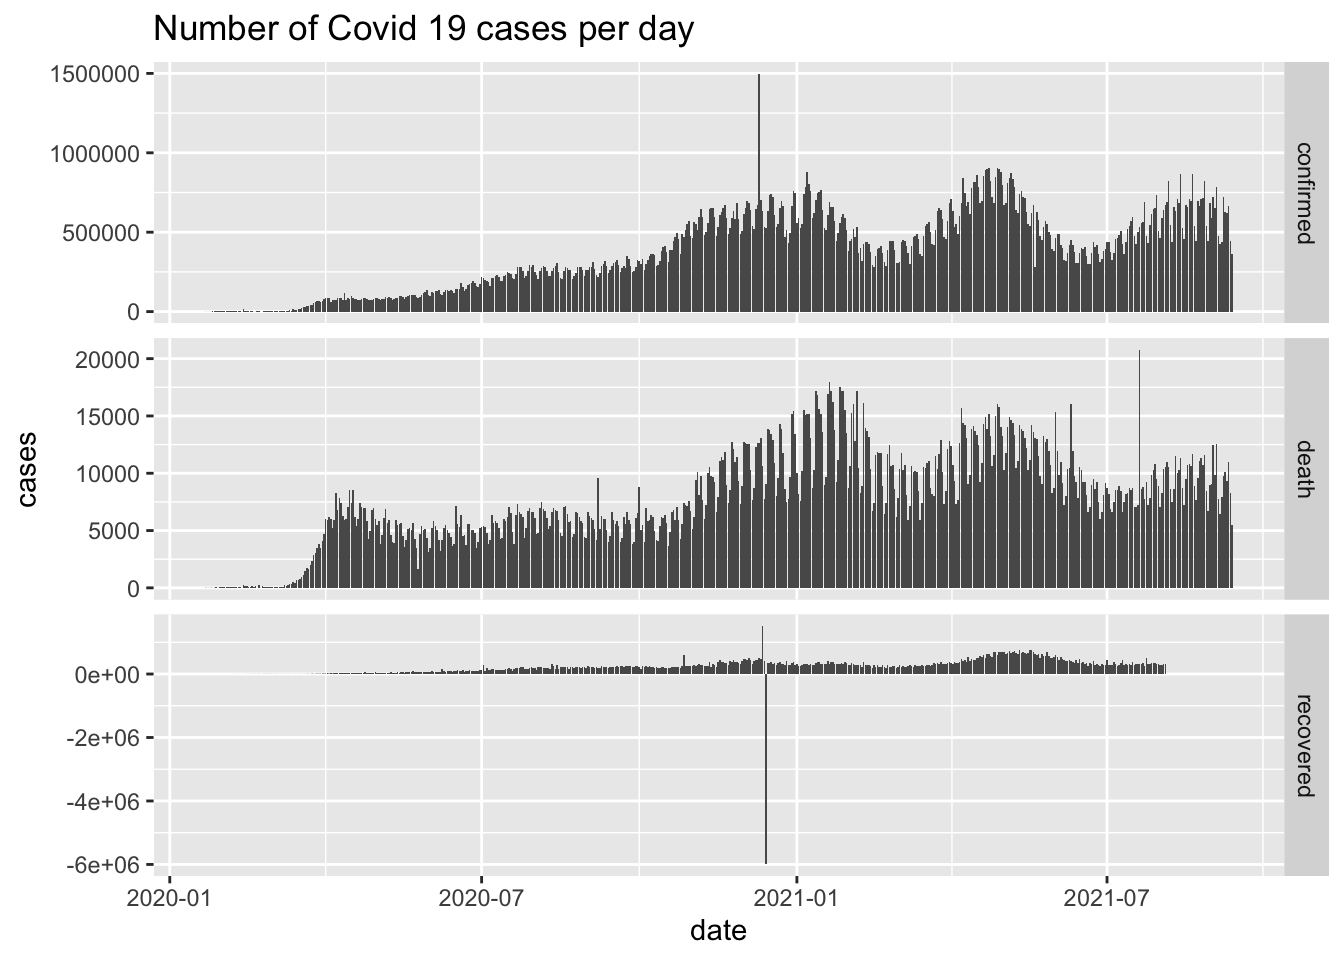 Number of Covid 19 cases per day
1500000
1000000
500000
0
confirmed
20000
15000
10000
5000
0
death
0e+00
-2e+06
-4e+06
-6e+06
recovered
cases
2020-01
2020-07
2021-01
2021-07
date